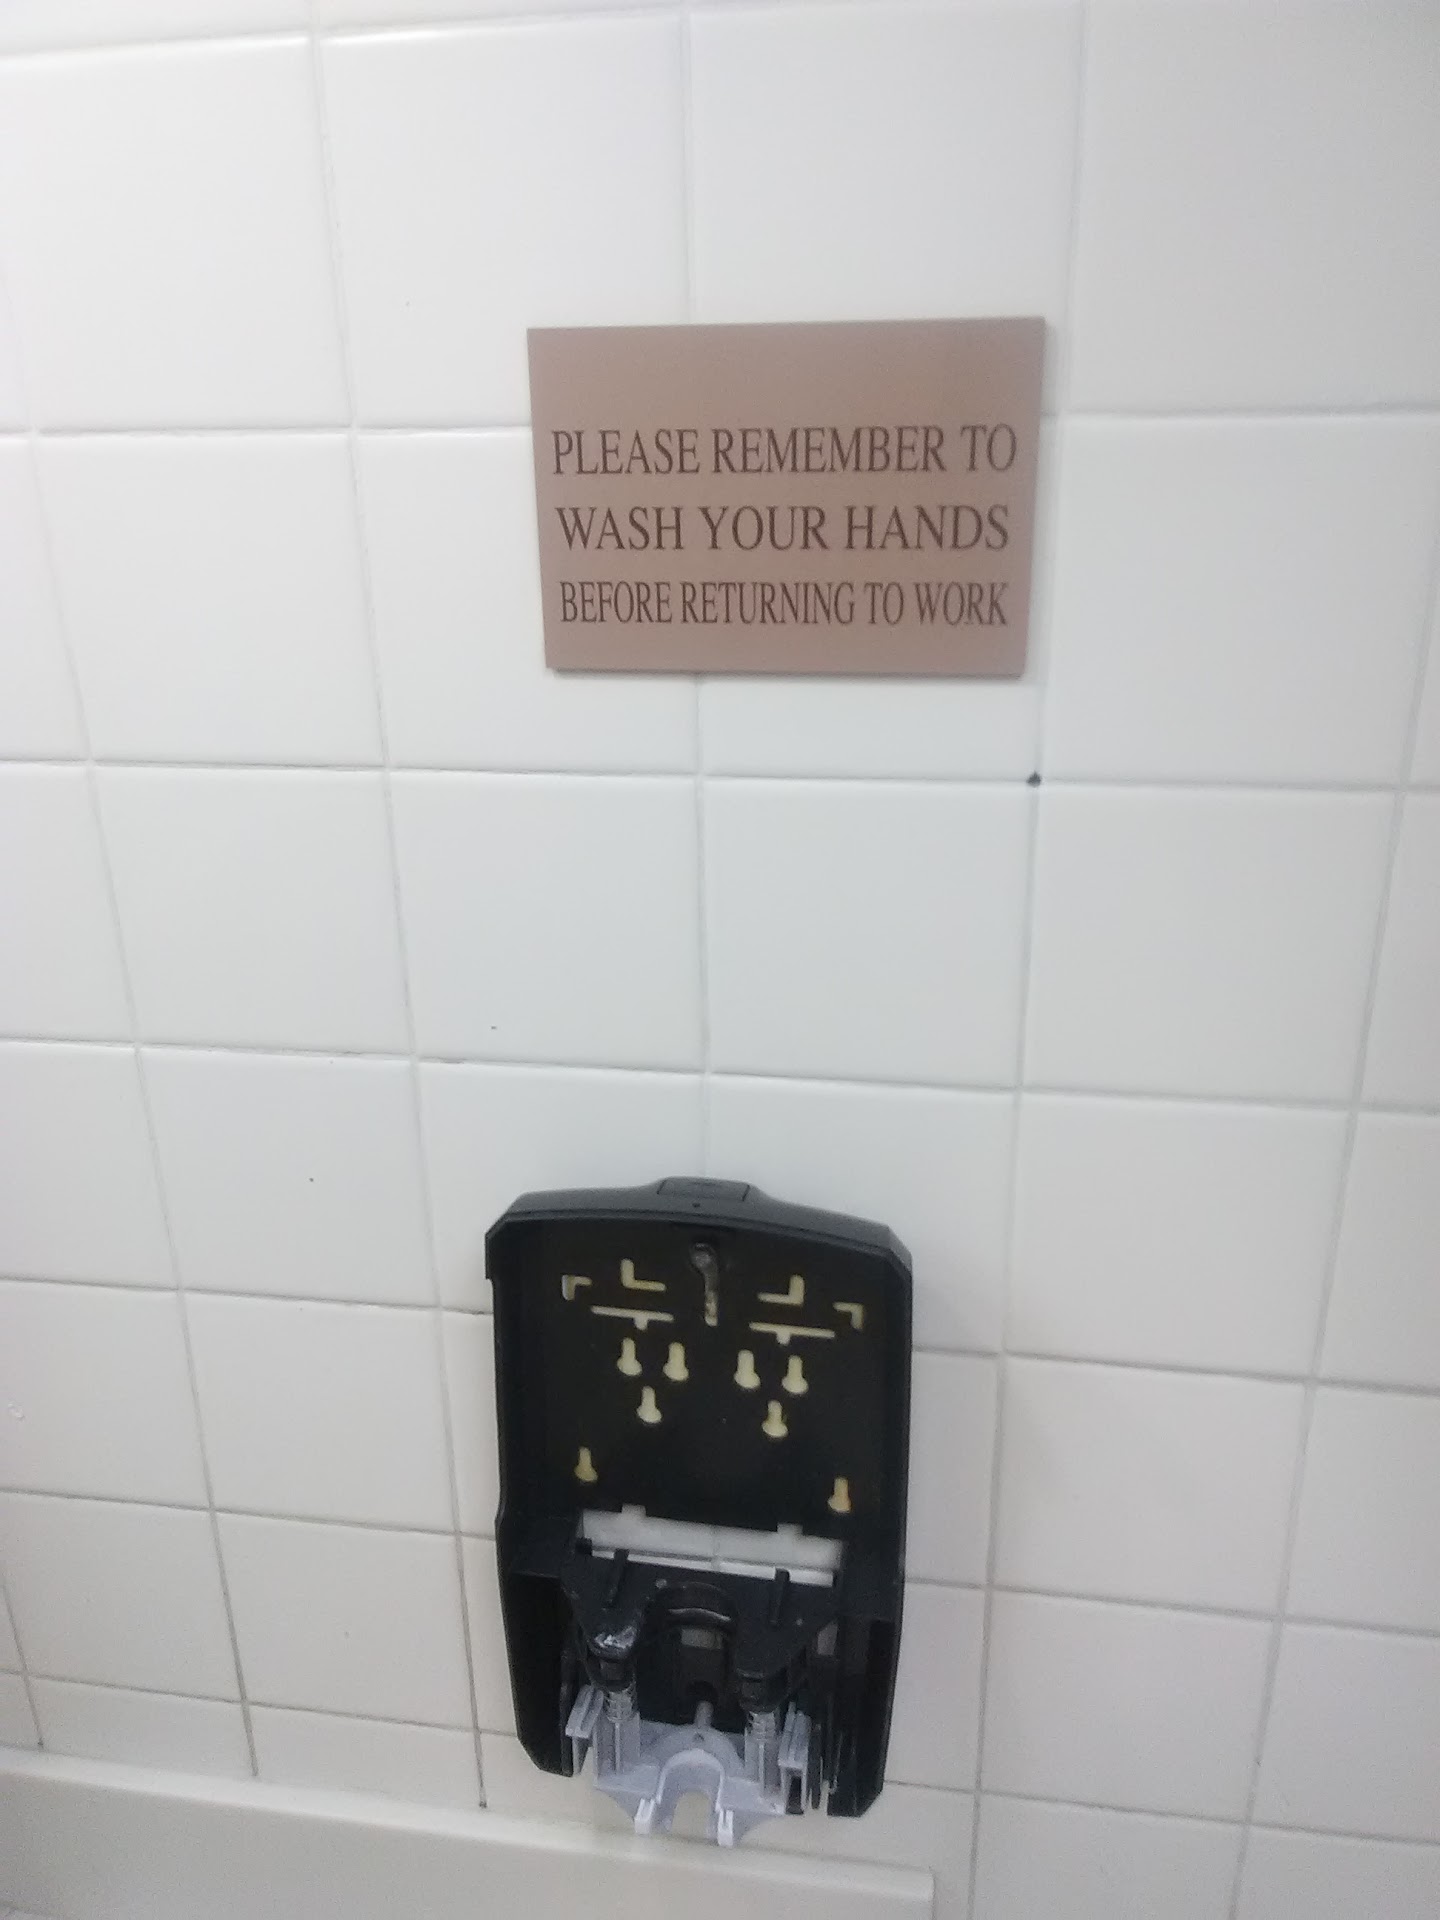 PLEASE REMEMBER TO
WASH YOUR HANDS
BEFORE RETURNING TO WORK